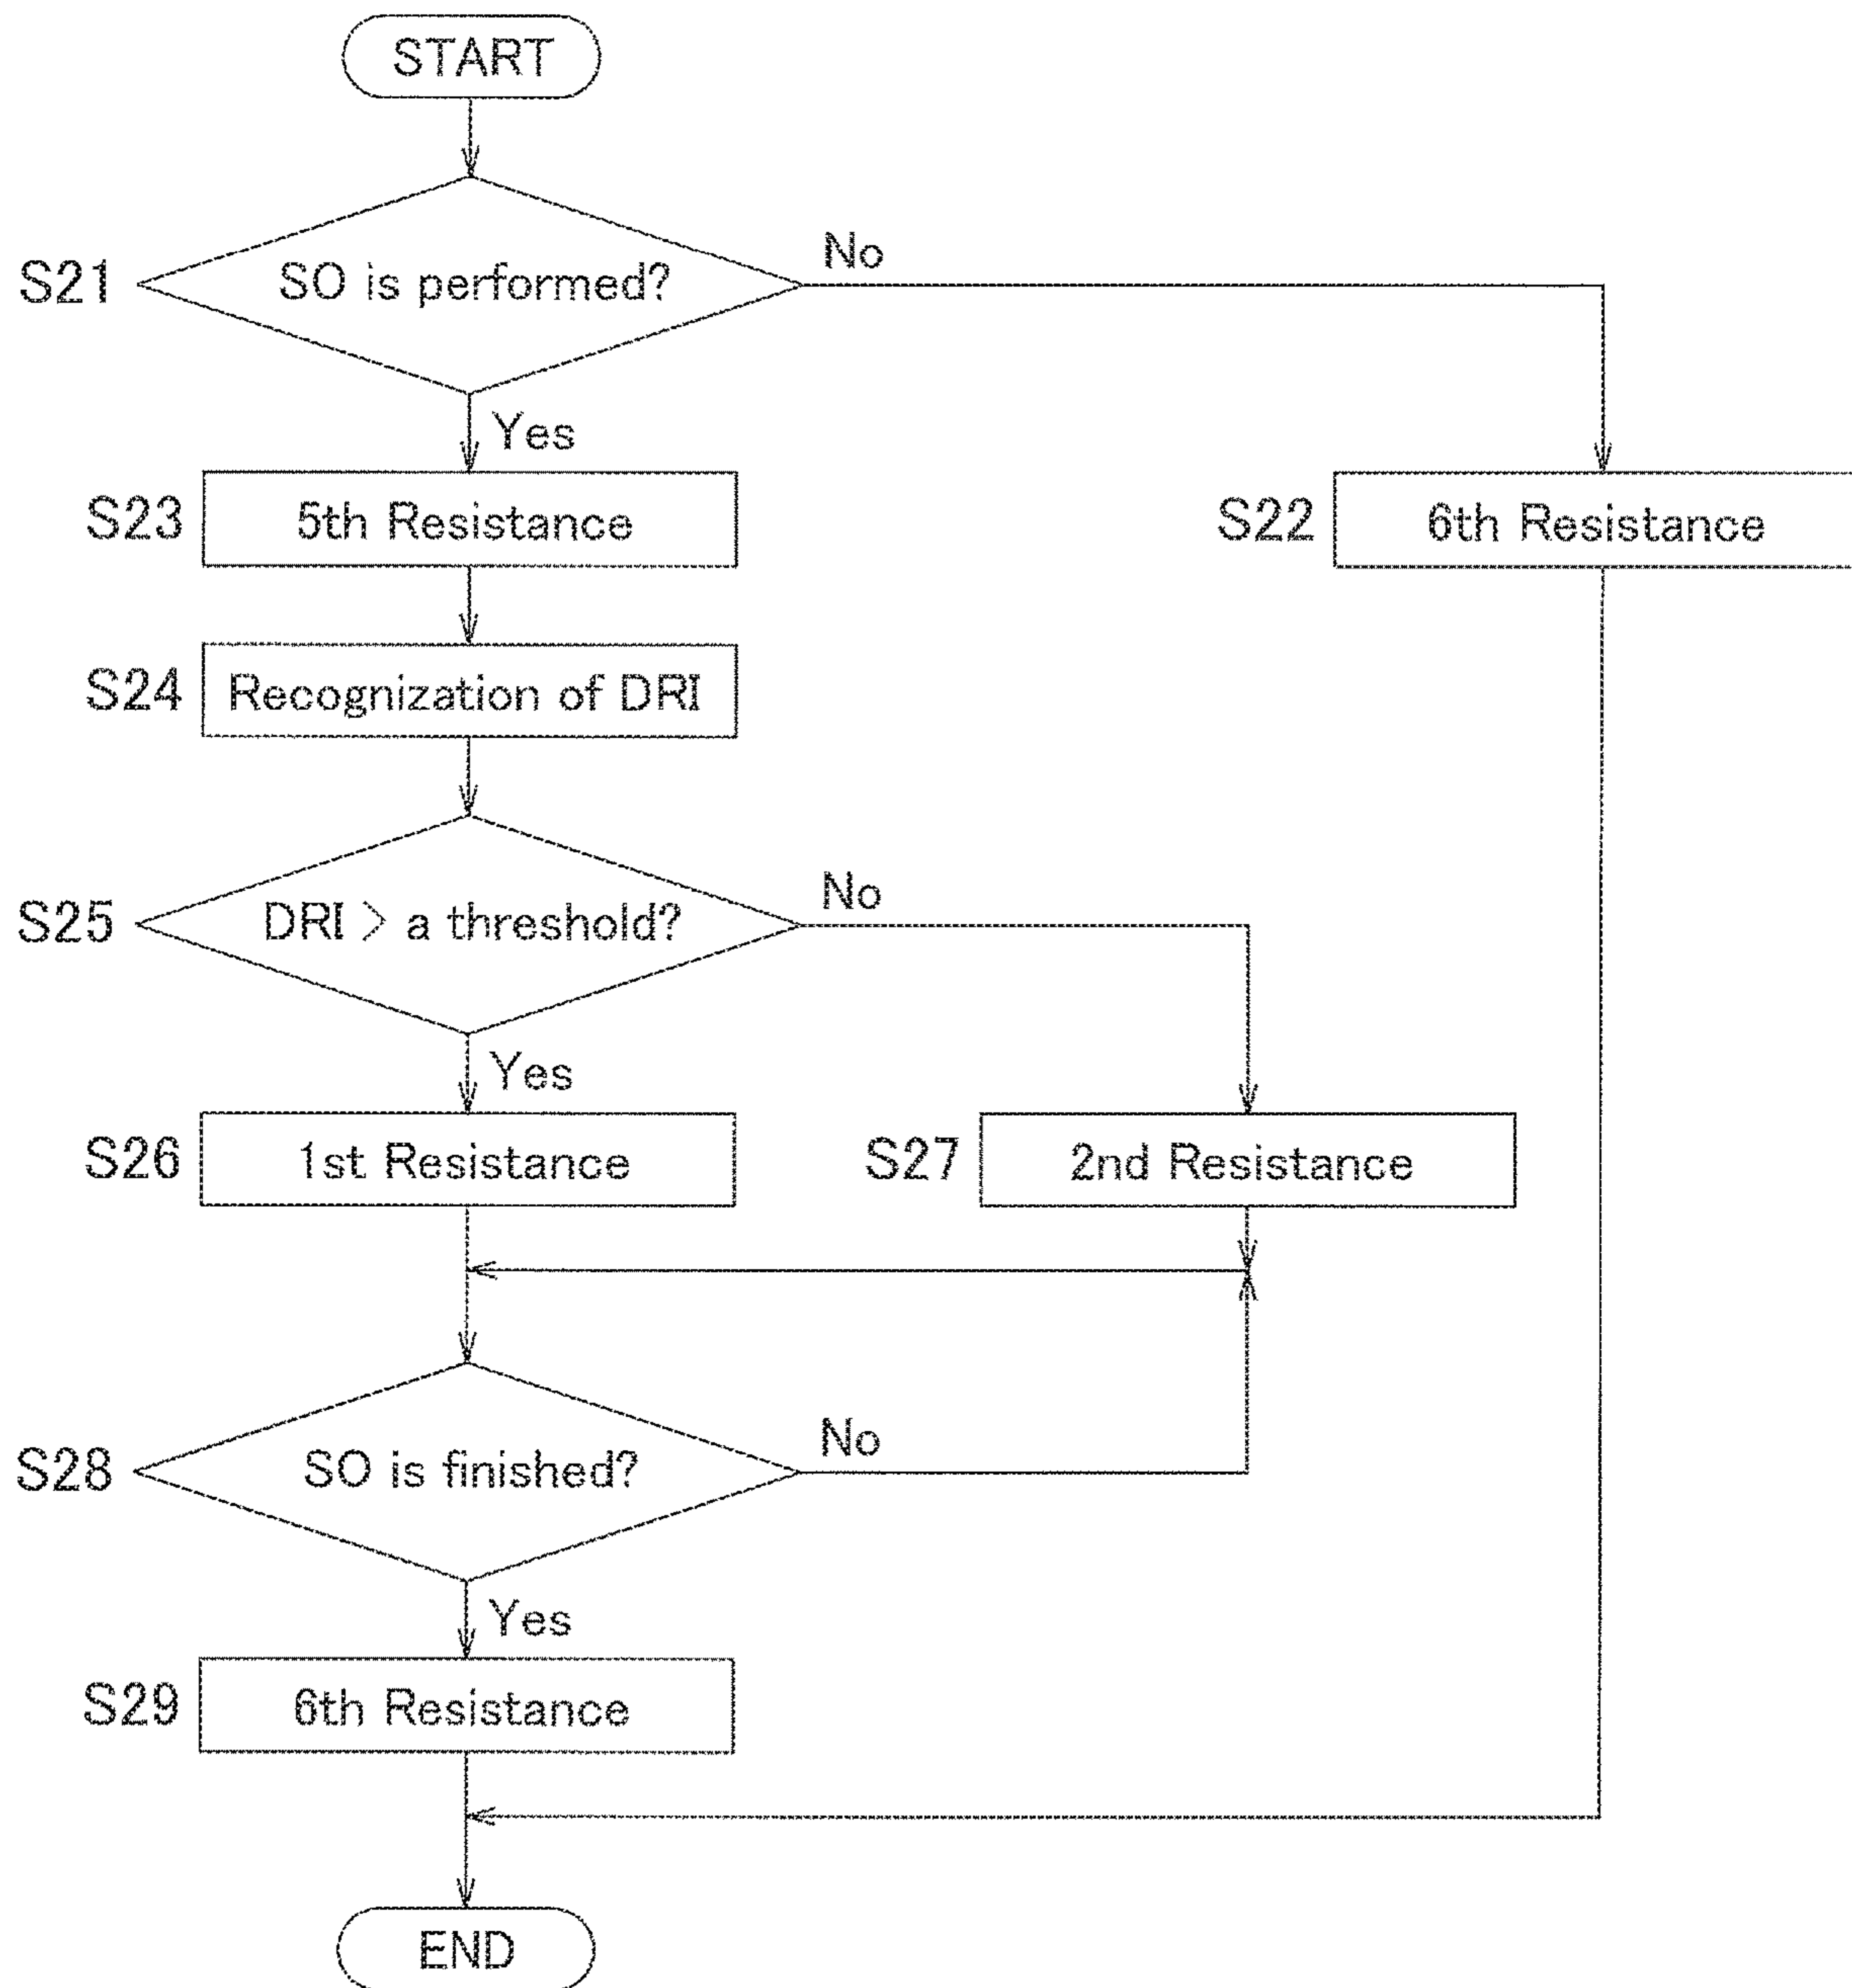 START
S21
SO is performed?
No
Yes
S23
5th Resistance
S22
6th Resistance
S24
Recognization of DRI
S25
DRI > a threshold?
No
Yes
S26
1st Resistance
S27
2nd Resistance
S28
SO is finished?
No
Yes
S29
6th Resistance
END